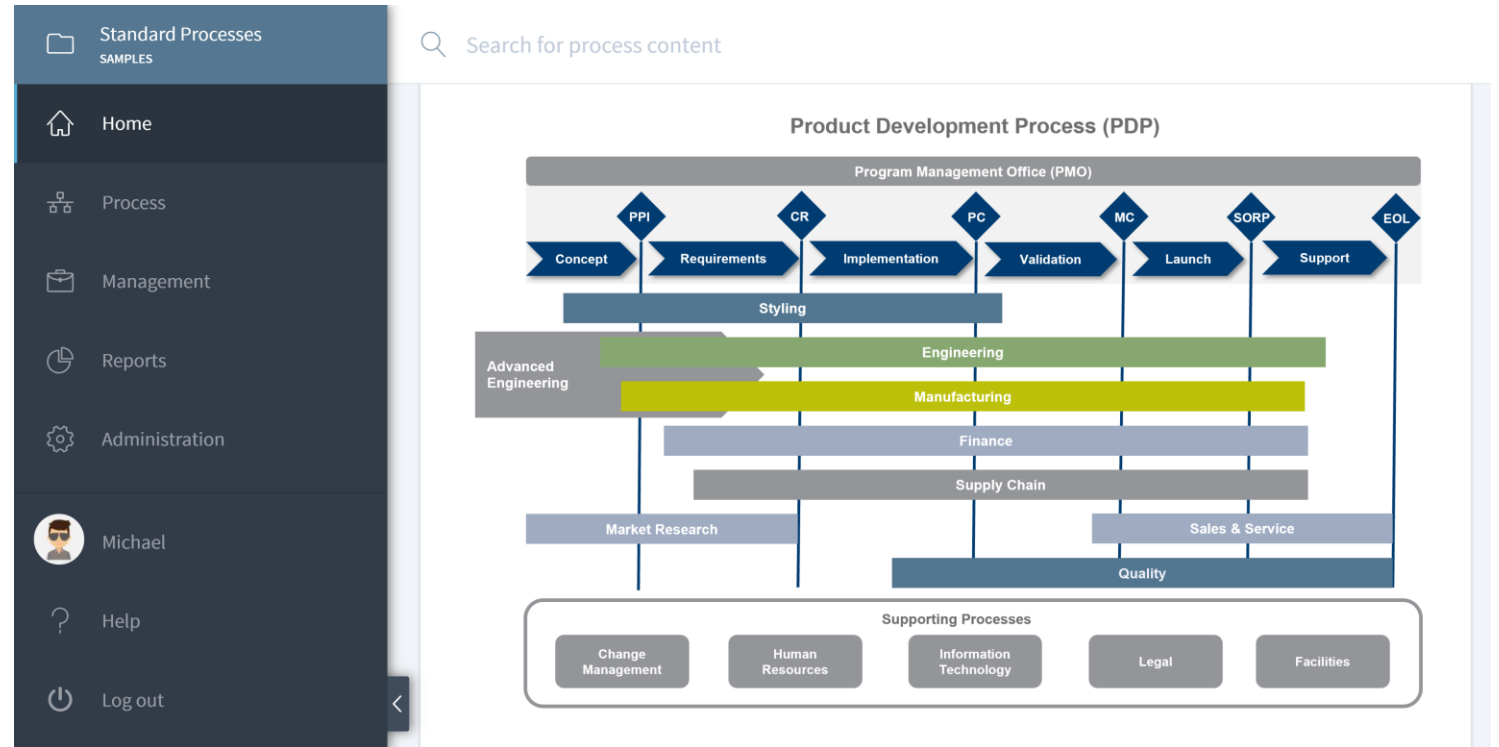 Standard Processes
SAMPLES
Home
Process
Management
Reports
Administration
Michael
Help
Log out
Search for process content
Product Development Process (PDP)
Program Management Office (PMO)
PPI
CR
PC
MC
SORP
EOL
Concept
Requirements
Implementation
Validation
Launch
Support
Styling
Engineering
Advanced
Engineering
Manufacturing
Finance
Supply Chain
Market Research
Sales & Service
Quality
Supporting Processes
Change
Management
Human
Resources
Information
Technology
Legal
Facilities